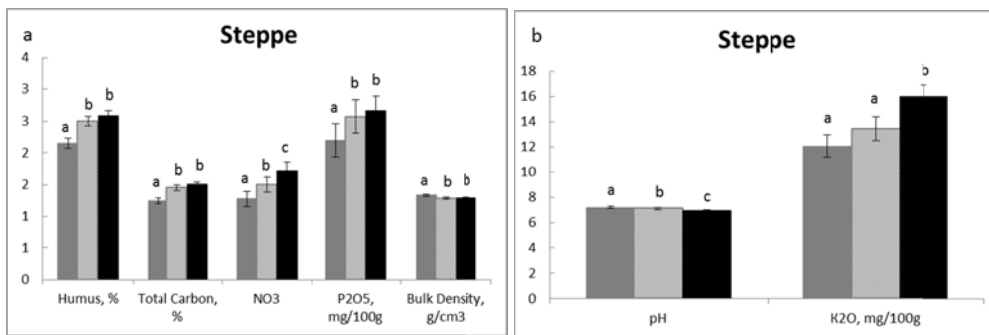 a
Steppe
4
3
3
2
2
1
1
0
a b b
a b b
a b c
a b b
a b b
Humus, %
Total Carbon,
%
NO3
P2O5,
mg/100g
Bulk Density,
g/cm3
b
Steppe
18
16
14
12
10
8
6
4
2
0
a b c
a a b
pH
K2O, mg/100g